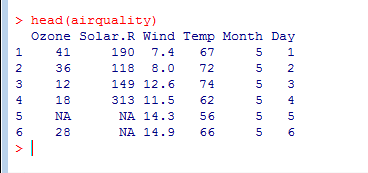 > head(airquality)
  Ozone Solar.R Wind Temp Month Day
1    41     190  7.4   67     5   1
2    36     118  8.0   72     5   2
3    12     149 12.6   74     5   3
4    18     313 11.5   62     5   4
5    NA      NA 14.3   56     5   5
6    28      NA 14.9   66     5   6
>